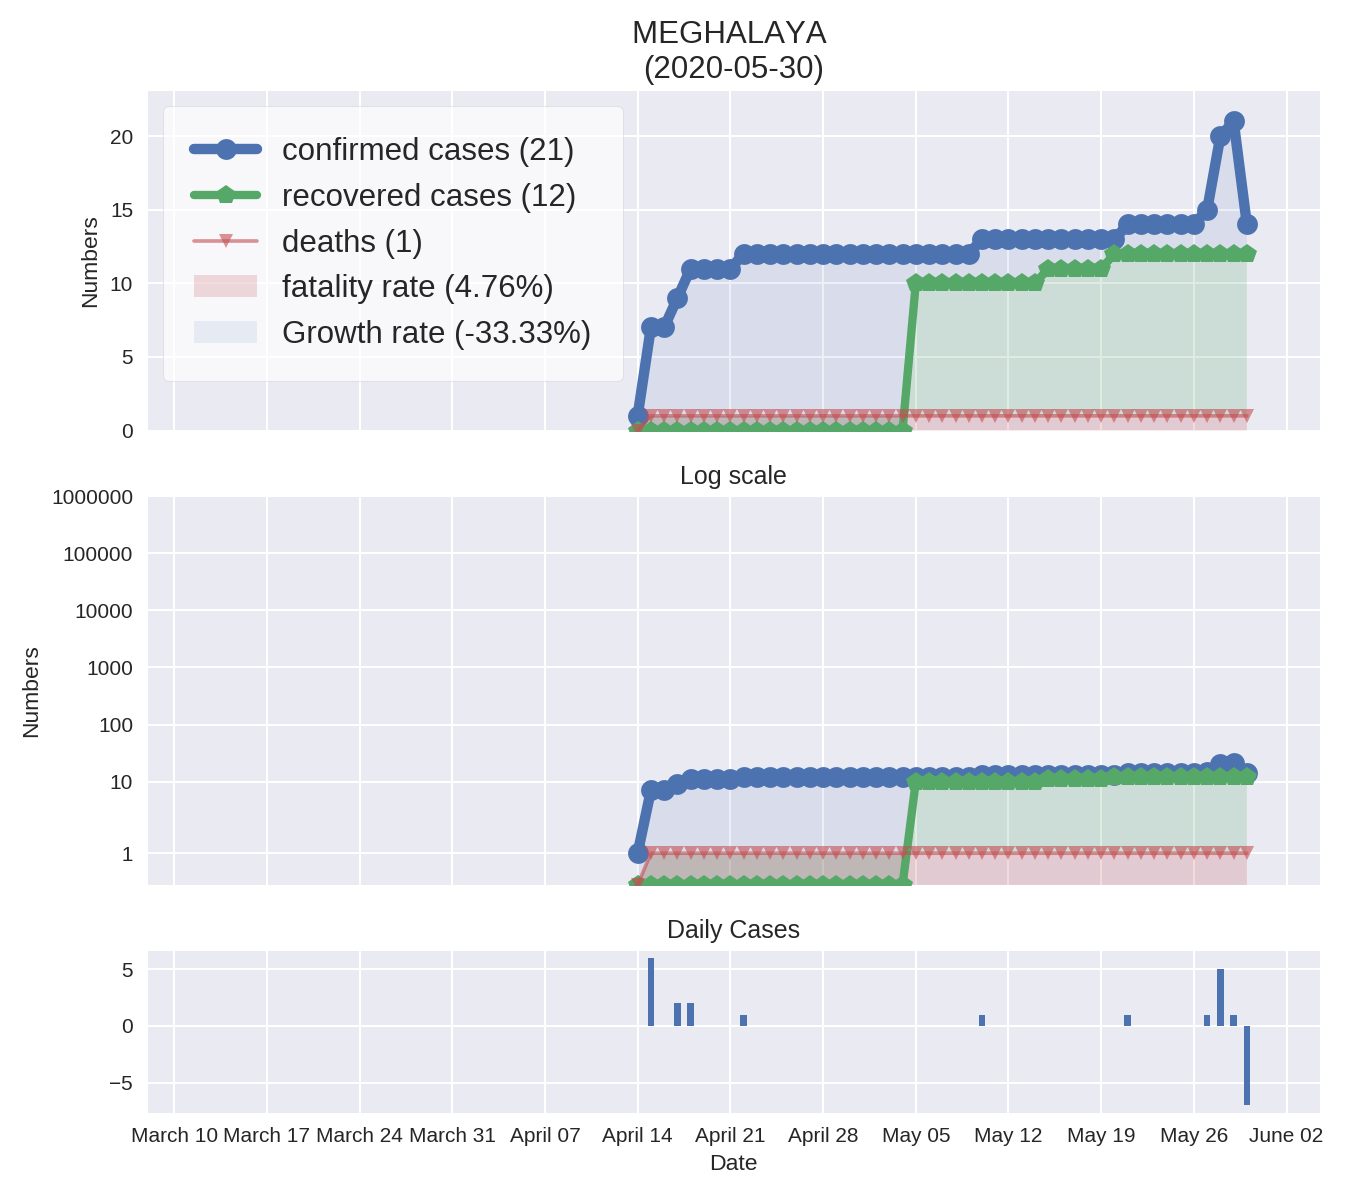 MEGHALAYA
(2020-05-30)
20
15
10
5
0
Numbers
confirmed cases (21)
recovered cases (12)
deaths (1)
fatality rate (4.76%)
Growth rate (-33.33%)
Log scale
1000000
100000
10000
1000
100
10
1
Numbers
Daily Cases
5
0
−5
March 10 March 17 March 24 March 31 April 07 April 14 April 21 April 28 May 05 May 12 May 19 May 26 June 02
Date